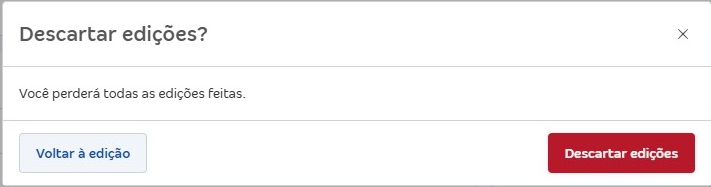 Descartar edições?
Você perderá todas as edições feitas.
Voltar à edição
Descartar edições